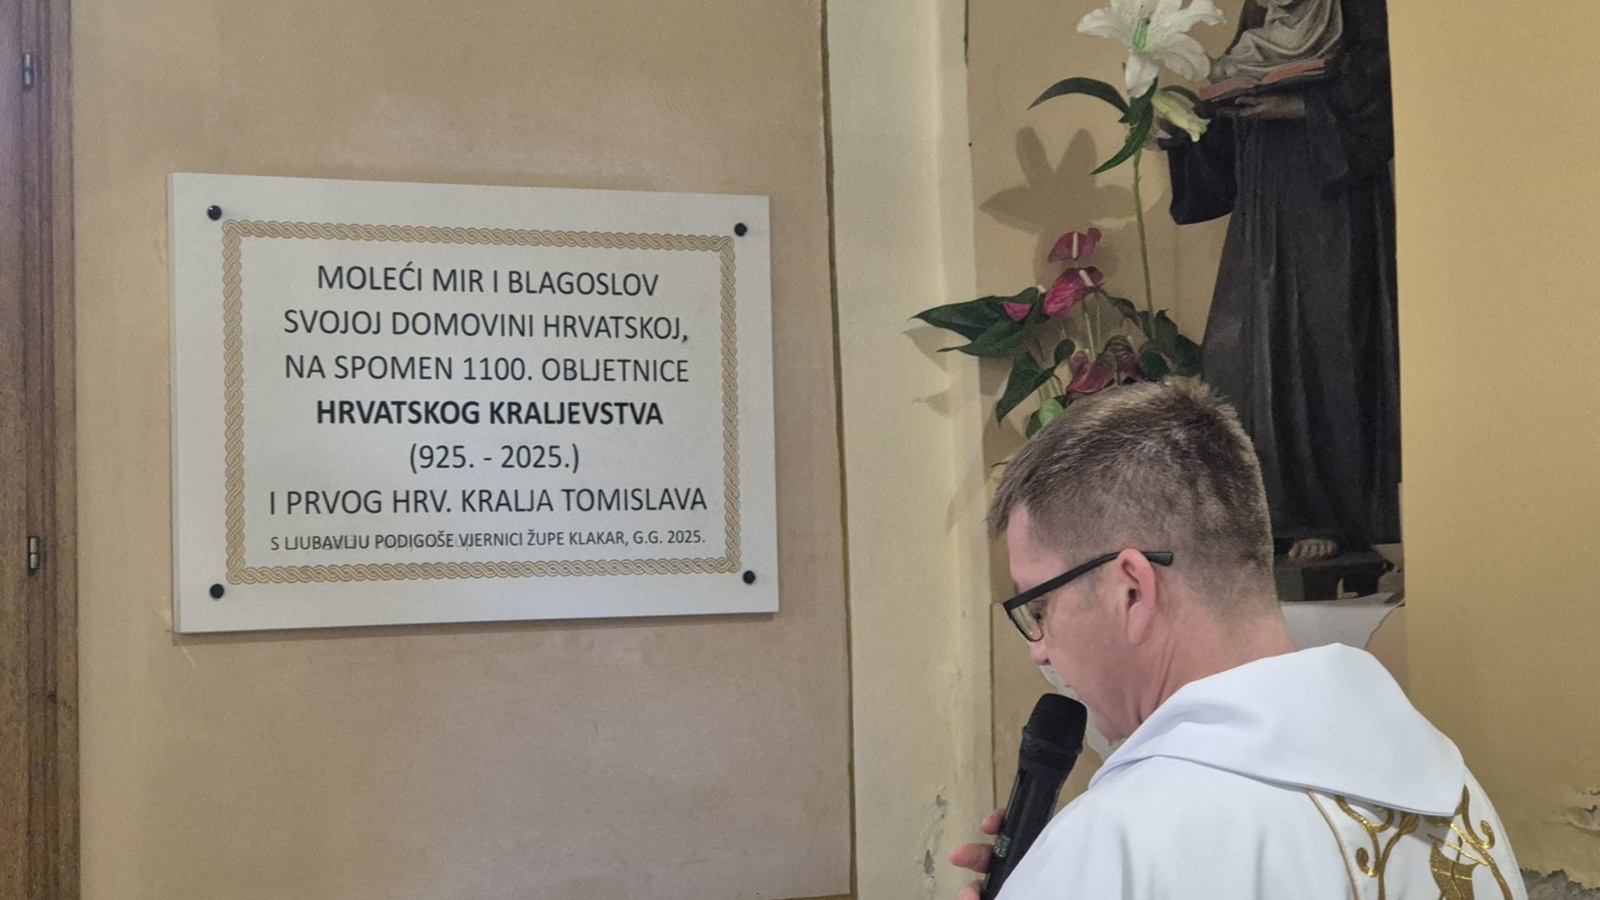 MOLEĆI MIR I BLAGOSLOV
SVOJOJ DOMOVINI HRVATSKOJ,
NA SPOMEN 1100. OBLJETNICE
HRVATSKOG KRALJEVSTVA
(925. - 2025.)
I PRVOG HRV. KRALJA TOMISLAVA
S LJUBAVLJU PODIGOŠE VJERNICI ŽUPE KLAKAR, G.G. 2025.